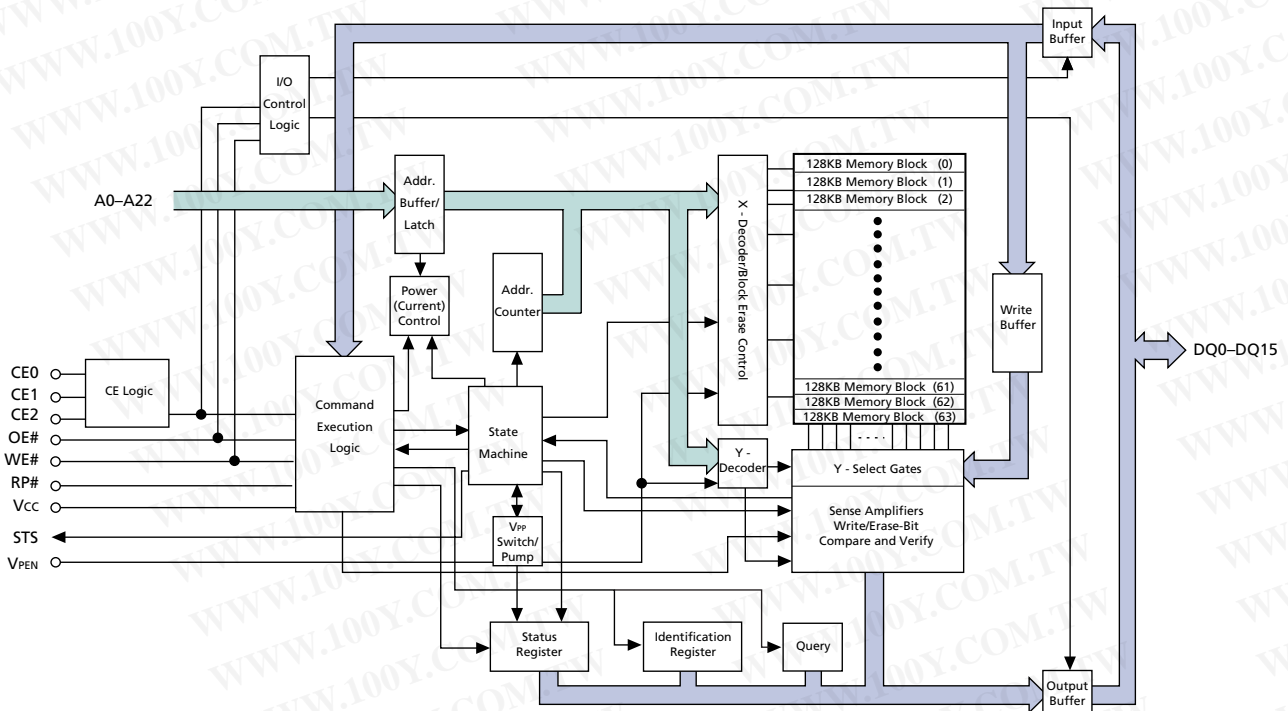 Input
Buffer
I/O
Control
Logic
A0–A22
Addr.
Buffer/
Latch
Power
(Current)
Control
Addr.
Counter
X - Decoder/Block Erase Control
128KB Memory Block (0)
128KB Memory Block (1)
128KB Memory Block (2)
128KB Memory Block (61)
128KB Memory Block (62)
128KB Memory Block (63)
Write
Buffer
DQ0–DQ15
CE0
CE1
CE2
OE#
WE#
RP#
VCC
STS
VPEN
CE Logic
Command
Execution
Logic
State
Machine
VPP
Switch/
Pump
Y -
Decoder
Y - Select Gates
Sense Amplifiers
Write/Erase-Bit
Compare and Verify
Status
Register
Identification
Register
Query
Output
Buffer
WWW.100Y.COM.TW